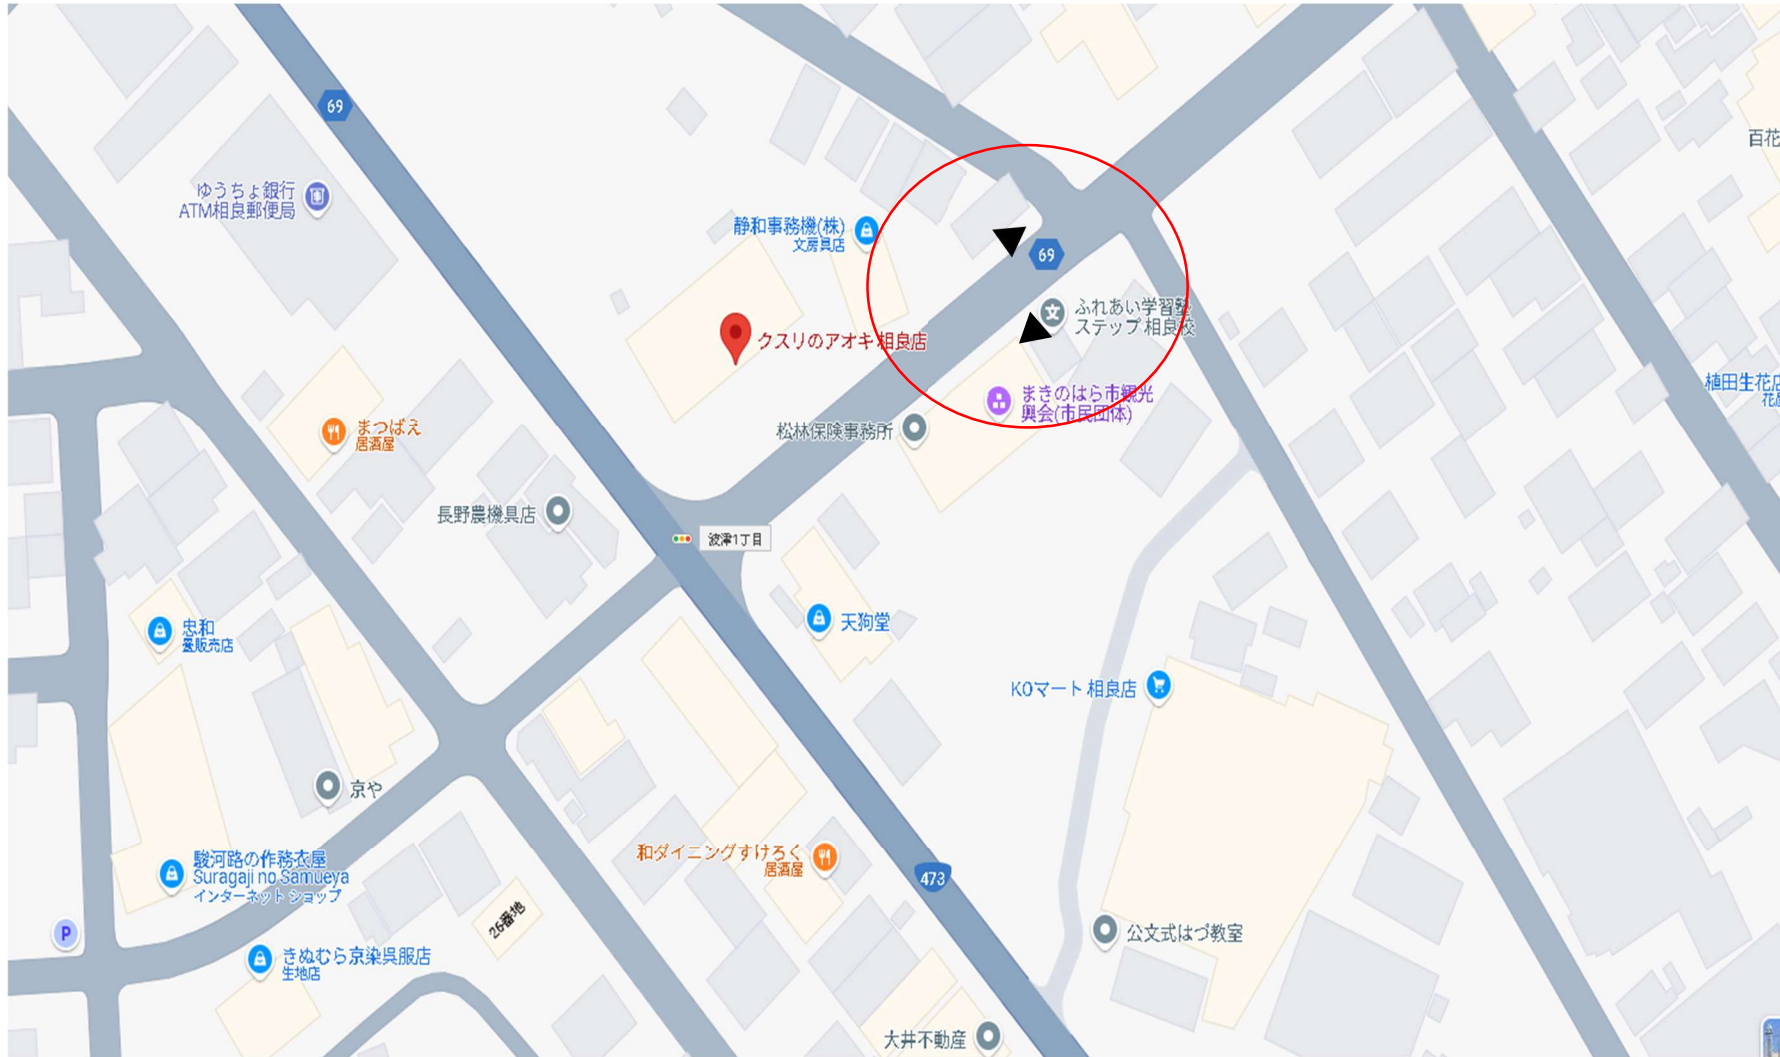 69
百花
ゆうちょ銀行
ATM相良郵便局
静和事務機(株)
文房具店
69
ふれあい学習塾
ステップ 相良校
クスリのアオキ 相良店
植田生花店
花屋
まきのはら市観光
興会(市民団体)
まつばえ
居酒屋
松林保険事務所
長野農機具店
波津1丁目
忠和
畳販売店
天狗堂
KOマート 相良店
京や
和ダイニングすけろく
居酒屋
473
駿河路の作務衣屋
Suragaji no Samueya
インターネット ショップ
26番地
P
公文式はづ教室
きぬむら京染呉服店
生地店
大井不動産